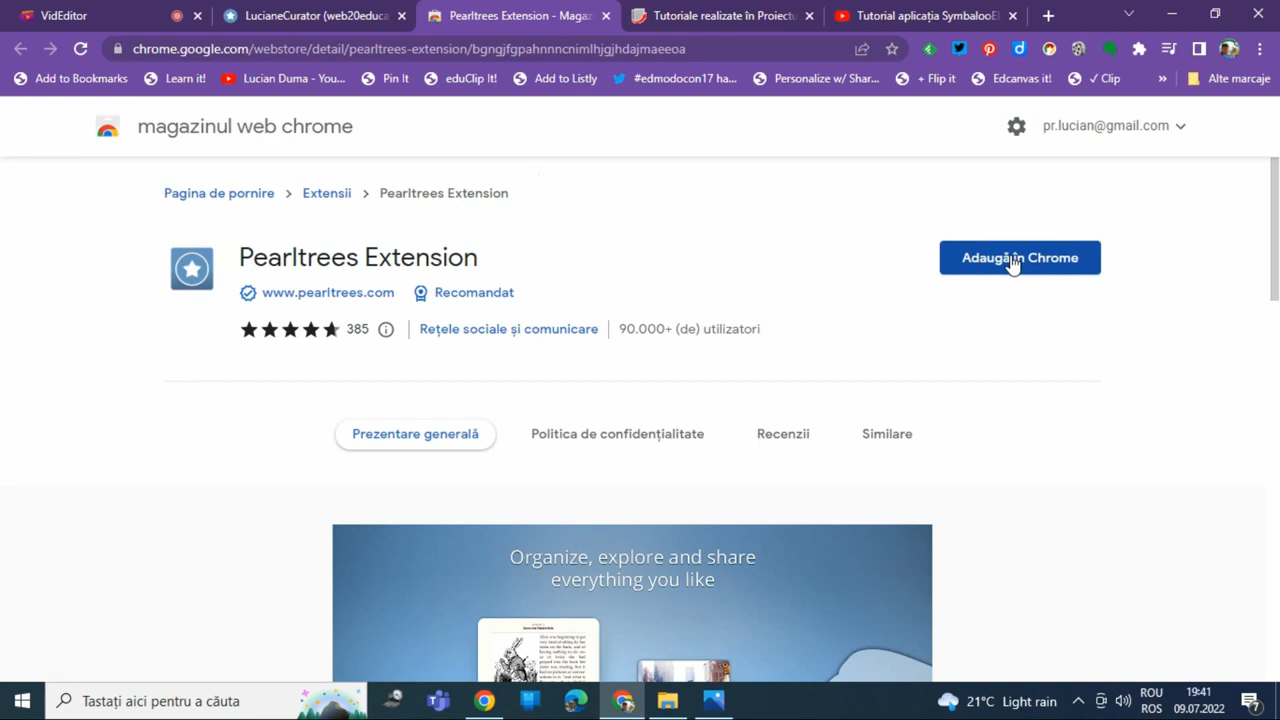 VidEditor
LucianeCurator (web20educa
Pearltrees Extension - Magaz
Tutoriale realizate în Proiectu
Tutorial aplicația SymbalooE
chrome.google.com/webstore/detail/pearltrees-extension/bgngjfgpahnnncnimlhjgjhdajmaeeoa
Add to Bookmarks
Learn it!
Lucian Duma - You...
Pin It
eduClip It!
Add to Listly
#edmodocon17 ha...
Personalize w/ Shar...
+ Flip it
Edcanvas it!
✓ Clip
»
Alte marcaje
magazinul web chrome
pr.lucian@gmail.com
Pagina de pornire > Extensii > Pearltrees Extension
Pearltrees Extension
Adaugă în Chrome
www.pearltrees.com
Recomandat
385
Rețele sociale și comunicare
90.000+ (de) utilizatori
Prezentare generală
Politica de confidențialitate
Recenzii
Similare
Organize, explore and share
everything you like
Tastați aici pentru a căuta
21°C Light rain
ROU
ROS
19:41
09.07.2022
7